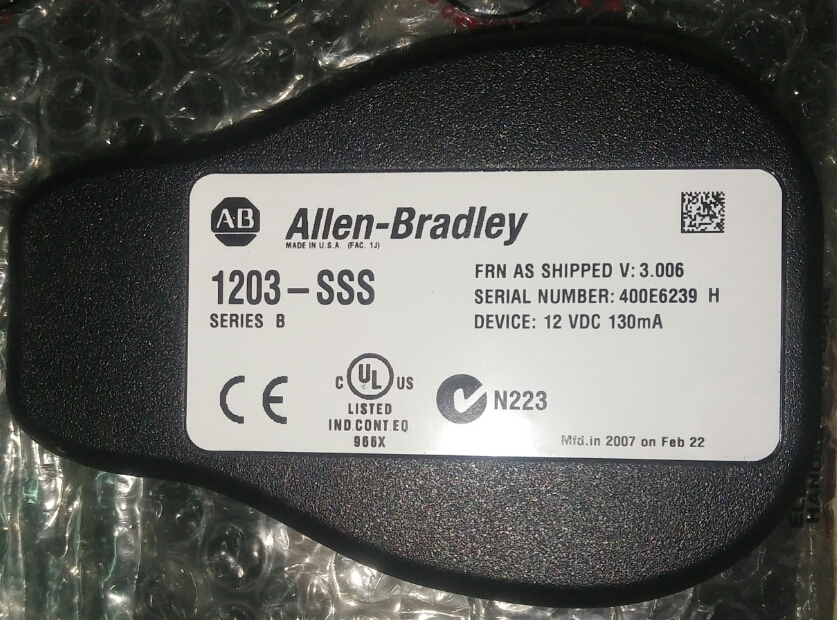 AB Allen-Bradley
MADE IN U.S.A. (FAC. 1J)
1203-SSS
SERIES B
FRN AS SHIPPED V: 3.006
SERIAL NUMBER: 400E6239 H
DEVICE: 12 VDC 130mA
CE
C UL US
LISTED
IND.CONT.EQ
966X
N223
Mfd.in 2007 on Feb 22